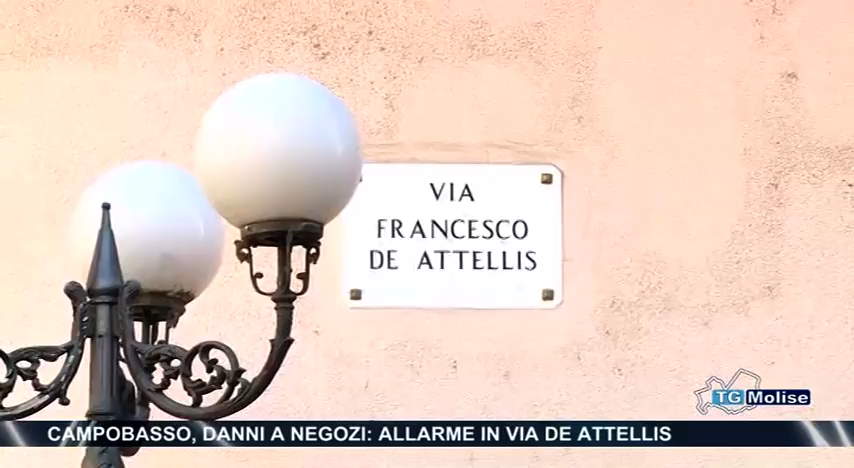 VIA
FRANCESCO
DE ATTELLIS
TG Molise
CAMPOBASSO, DANNI A NEGOZI: ALLARME IN VIA DE ATTELLIS